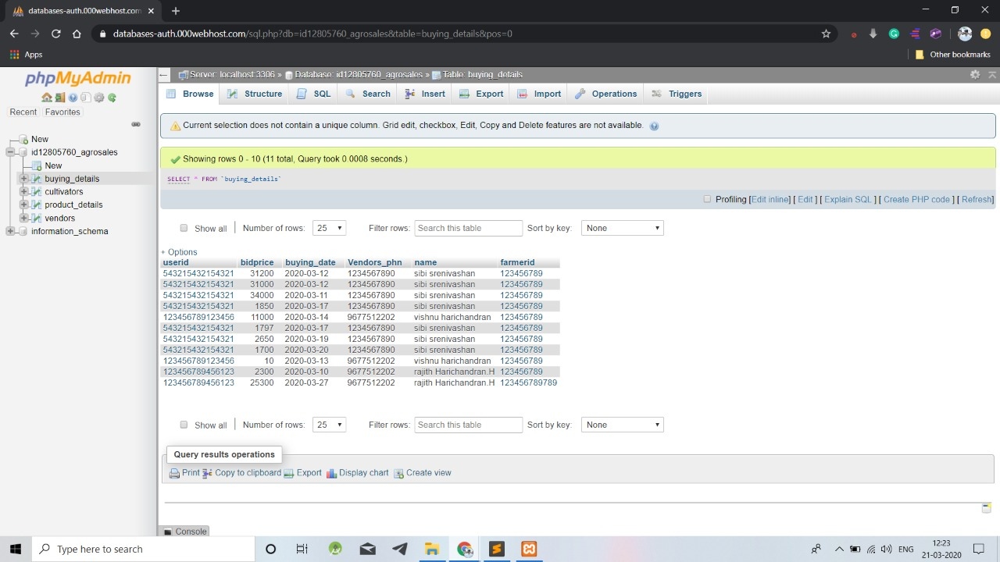 databases-auth.000webhost.com
databases-auth.000webhost.com/sql.php?db=id12805760_agrosales&table=buying_details&pos=0
Apps
Other bookmarks
phpMyAdmin
Recent Favorites
New
id12805760_agrosales
New
buying_details
cultivators
product_details
vendors
information_schema
Server: localhost:3306 » Database: id12805760_agrosales » Table: buying_details
Browse Structure SQL Search Insert Export Import Operations Triggers
Current selection does not contain a unique column. Grid edit, checkbox, Edit, Copy and Delete features are not available.
Showing rows 0 - 10 (11 total, Query took 0.0008 seconds.)
SELECT * FROM `buying_details`
Profiling [Edit inline] [ Edit ] [ Explain SQL ] [ Create PHP code ] [ Refresh]
Show all Number of rows: 25 Filter rows: Search this table Sort by key: None
+ Options
userid bidprice buying_date Vendors_phn name farmerid
543215432154321 31200 2020-03-12 1234567890 sibi srenivashan 123456789
543215432154321 31000 2020-03-12 1234567890 sibi srenivashan 123456789
543215432154321 34000 2020-03-11 1234567890 sibi srenivashan 123456789
543215432154321 1850 2020-03-17 1234567890 sibi srenivashan 123456789
123456789123456 11000 2020-03-14 9677512202 vishnu harichandran 123456789
543215432154321 1797 2020-03-17 1234567890 sibi srenivashan 123456789
543215432154321 2650 2020-03-19 1234567890 sibi srenivashan 123456789
543215432154321 1700 2020-03-20 1234567890 sibi srenivashan 123456789
123456789123456 10 2020-03-13 9677512202 vishnu harichandran 123456789
123456789456123 2300 2020-03-10 9677512202 rajith Harichandran.H 123456789
123456789456123 25300 2020-03-27 9677512202 rajith Harichandran.H 123456789789
Show all Number of rows: 25 Filter rows: Search this table Sort by key: None
Query results operations
Print Copy to clipboard Export Display chart Create view
Console
Type here to search
ENG
12:23
21-03-2020